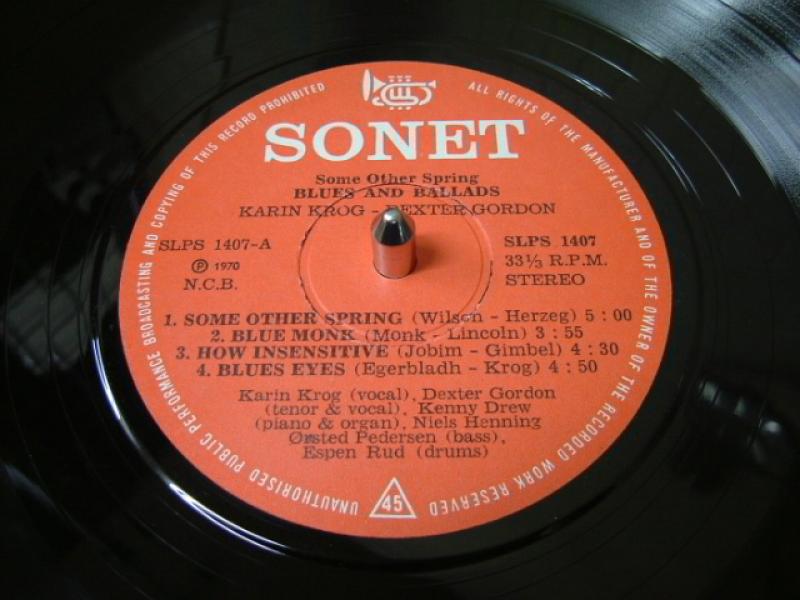 SONET
Some Other Spring
BLUES AND BALLADS
KARIN KROG - DEXTER GORDON
SLPS 1407-A
Ⓟ 1970
N.C.B.
SLPS 1407
33⅓ R.P.M.
STEREO
1. SOME OTHER SPRING (Wilson - Herzeg) 5 : 00
2. BLUE MONK (Monk - Lincoln) 3 : 55
3. HOW INSENSITIVE (Jobim - Gimbel) 4 : 30
4. BLUES EYES (Egerbladh - Krog) 4 : 50
Karin Krog (vocal), Dexter Gordon
(tenor & vocal), Kenny Drew
(piano & organ), Niels Henning
Ørsted Pedersen (bass),
Espen Rud (drums)
45
ALL RIGHTS OF THE MANUFACTURER AND OF THE OWNER OF THE RECORDED WORK RESERVED
UNAUTHORISED PUBLIC PERFORMANCE BROADCASTING AND COPYING OF THIS RECORD PROHIBITED